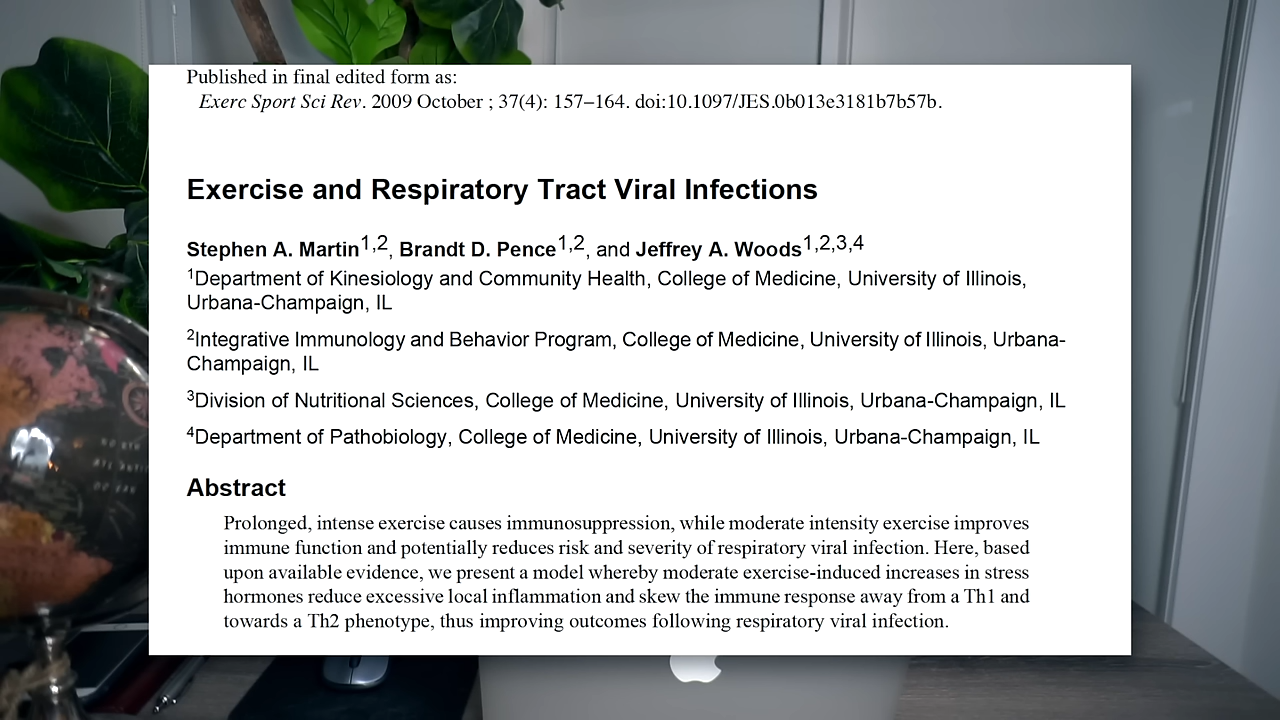 Published in final edited form as:
Exerc Sport Sci Rev. 2009 October ; 37(4): 157–164. doi:10.1097/JES.0b013e3181b7b57b.
Exercise and Respiratory Tract Viral Infections
Stephen A. Martin1,2, Brandt D. Pence1,2, and Jeffrey A. Woods1,2,3,4
1Department of Kinesiology and Community Health, College of Medicine, University of Illinois,
Urbana-Champaign, IL
2Integrative Immunology and Behavior Program, College of Medicine, University of Illinois, Urbana-
Champaign, IL
3Division of Nutritional Sciences, College of Medicine, University of Illinois, Urbana-Champaign, IL
4Department of Pathobiology, College of Medicine, University of Illinois, Urbana-Champaign, IL
Abstract
Prolonged, intense exercise causes immunosuppression, while moderate intensity exercise improves
immune function and potentially reduces risk and severity of respiratory viral infection. Here, based
upon available evidence, we present a model whereby moderate exercise-induced increases in stress
hormones reduce excessive local inflammation and skew the immune response away from a Th1 and
towards a Th2 phenotype, thus improving outcomes following respiratory viral infection.